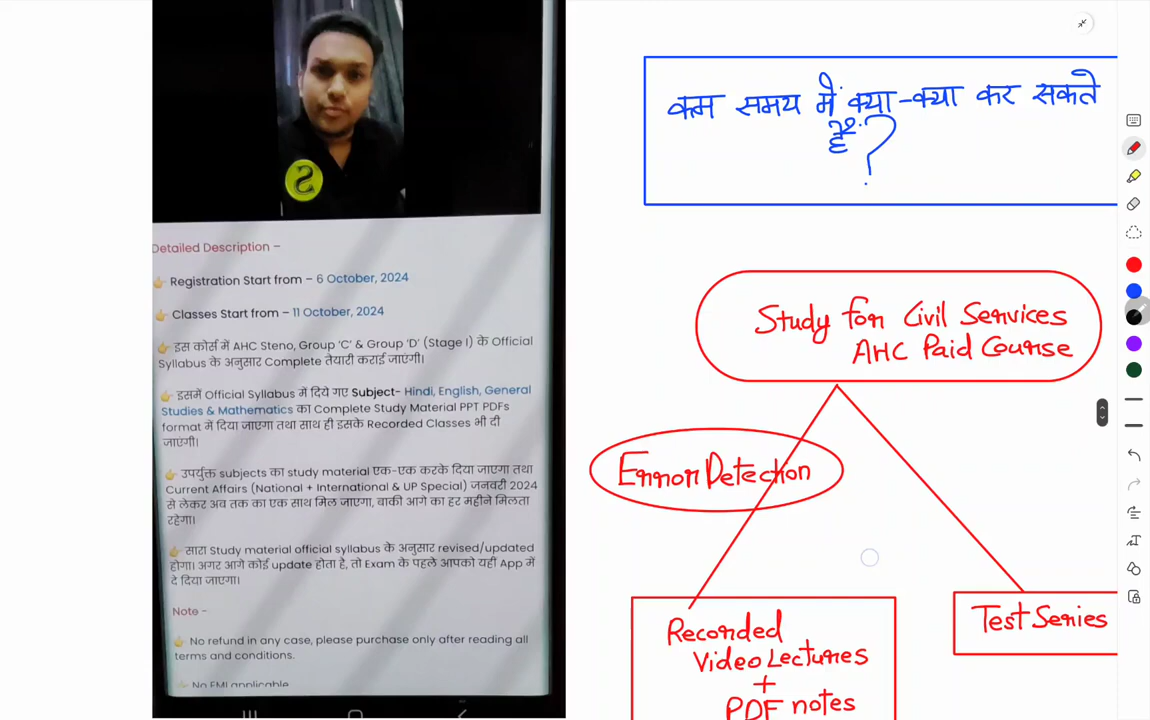 Detailed Description –
👉 Registration Start from – 6 October, 2024
👉 Classes Start from – 11 October, 2024
👉 इस कोर्स में AHC Steno, Group 'C' & Group 'D' (Stage I) के Official
Syllabus के अनुसार Complete तैयारी कराई जाएंगी।
👉 इसमें Official Syllabus में दिये गए Subject- Hindi, English, General
Studies & Mathematics का Complete Study Material PPT PDFs
format में दिया जाएगा तथा साथ ही इसके Recorded Classes भी दी
जाएंगी।
👉 उपर्युक्त subjects का study material एक-एक करके दिया जाएगा तथा
Current Affairs (National + International & UP Special) जनवरी 2024
से लेकर अब तक का एक साथ मिल जाएगा, बाकी आगे का हर महीने मिलता
रहेगा।
👉 सारा Study material official syllabus के अनुसार revised/updated
होगा। अगर आगे कोई update होता है, तो Exam के पहले आपको यहीं App में
दे दिया जाएगा।
Note -
👉 No refund in any case, please purchase only after reading all
terms and conditions.
👉 No EMI applicable
कम समय में क्या-क्या कर सकते
हैं?
Study for Civil Services
AHC Paid Course
Error Detection
Recorded
Video Lectures
+
PDF notes
Test Series